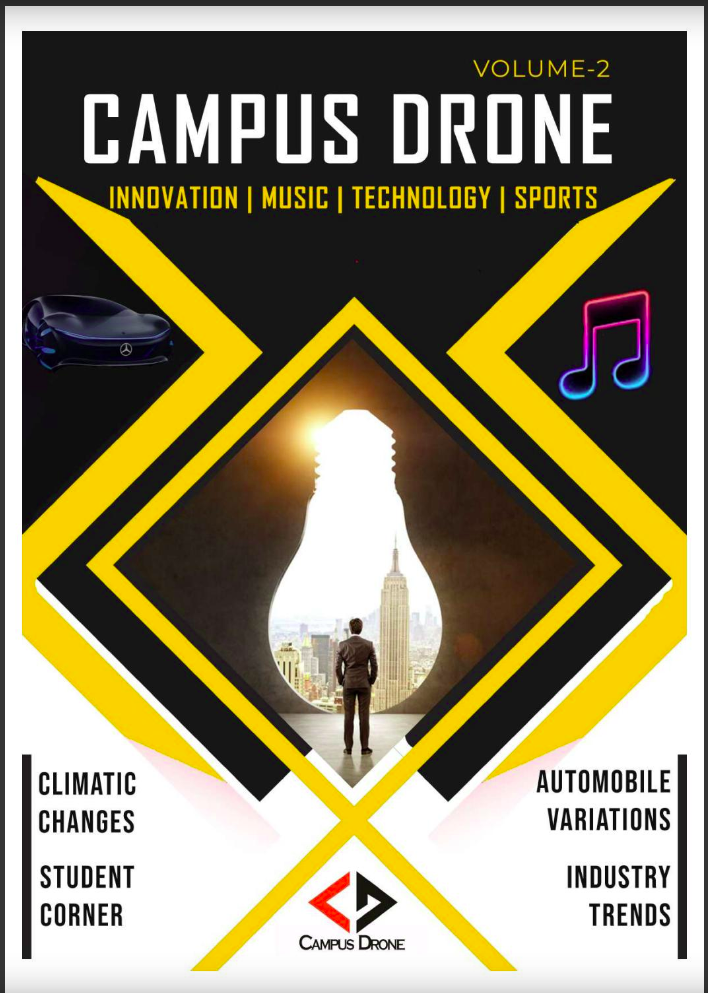 VOLUME-2
CAMPUS DRONE
INNOVATION | MUSIC | TECHNOLOGY | SPORTS
CLIMATIC
CHANGES
STUDENT
CORNER
AUTOMOBILE
VARIATIONS
INDUSTRY
TRENDS
CAMPUS DRONE